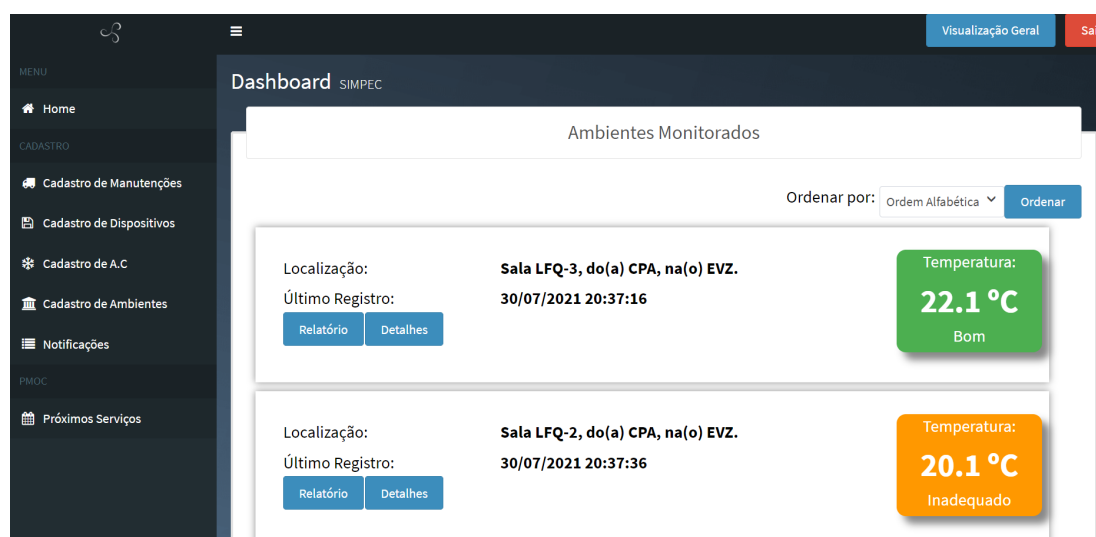 Visualização Geral
Sai
MENU
Home
CADASTRO
Cadastro de Manutenções
Cadastro de Dispositivos
Cadastro de A.C
Cadastro de Ambientes
Notificações
PMOC
Próximos Serviços
Dashboard SIMPEC
Ambientes Monitorados
Ordenar por: Ordem Alfabética Ordenar
Localização: Sala LFQ-3, do(a) CPA, na(o) EVZ.
Último Registro: 30/07/2021 20:37:16
Relatório Detalhes
Temperatura:
22.1 ºC
Bom
Localização: Sala LFQ-2, do(a) CPA, na(o) EVZ.
Último Registro: 30/07/2021 20:37:36
Relatório Detalhes
Temperatura:
20.1 ºC
Inadequado